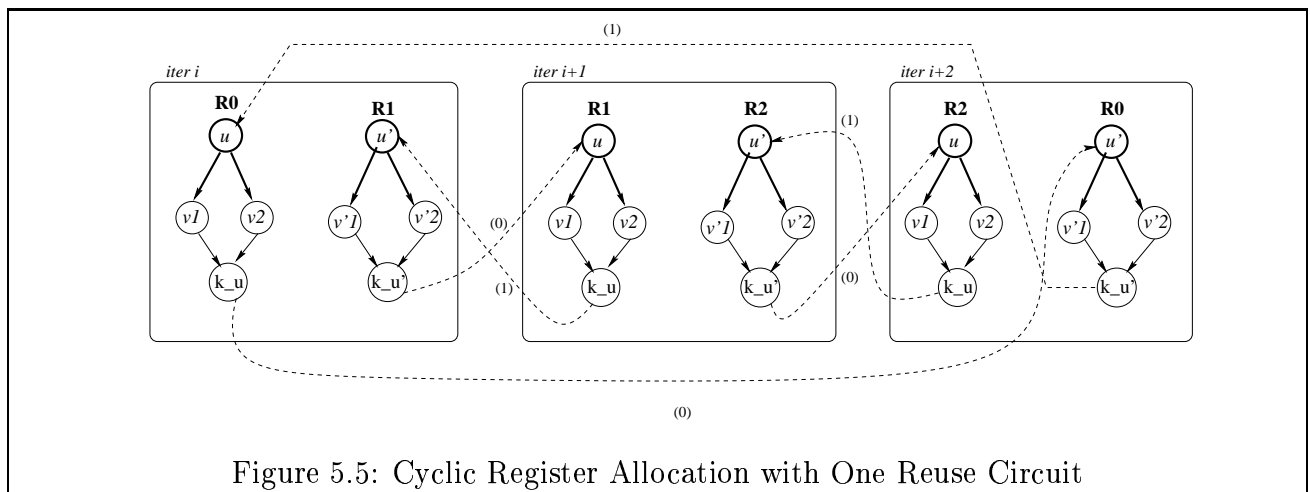 (1)
iter i
iter i+1
iter i+2
R0 R1 R1 R2 R2 R0
u u' u u' u u'
(1)
v1 v2 v'1 v'2 v1 v2 v'1 v'2 v1 v2 v'1 v'2
(0)
(0)
k_u k_u' k_u k_u' k_u k_u'
(1)
(0)
Figure 5.5: Cyclic Register Allocation with One Reuse Circuit